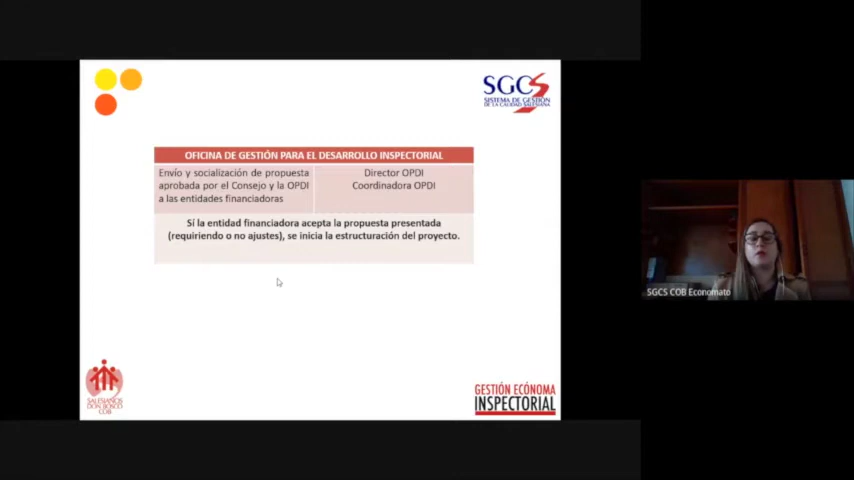 SGCS
SISTEMA DE GESTIÓN
DE LA CALIDAD SALESIANA
OFICINA DE GESTIÓN PARA EL DESARROLLO INSPECTORIAL
Envío y socialización de propuesta
aprobada por el Consejo y la OPDI
a las entidades financiadoras
Director OPDI
Coordinadora OPDI
Sí la entidad financiadora acepta la propuesta presentada
(requiriendo o no ajustes), se inicia la estructuración del proyecto.
SGCS COB Economato
SALESIANOS
DON BOSCO
COB
GESTIÓN ECÓNOMA
INSPECTORIAL